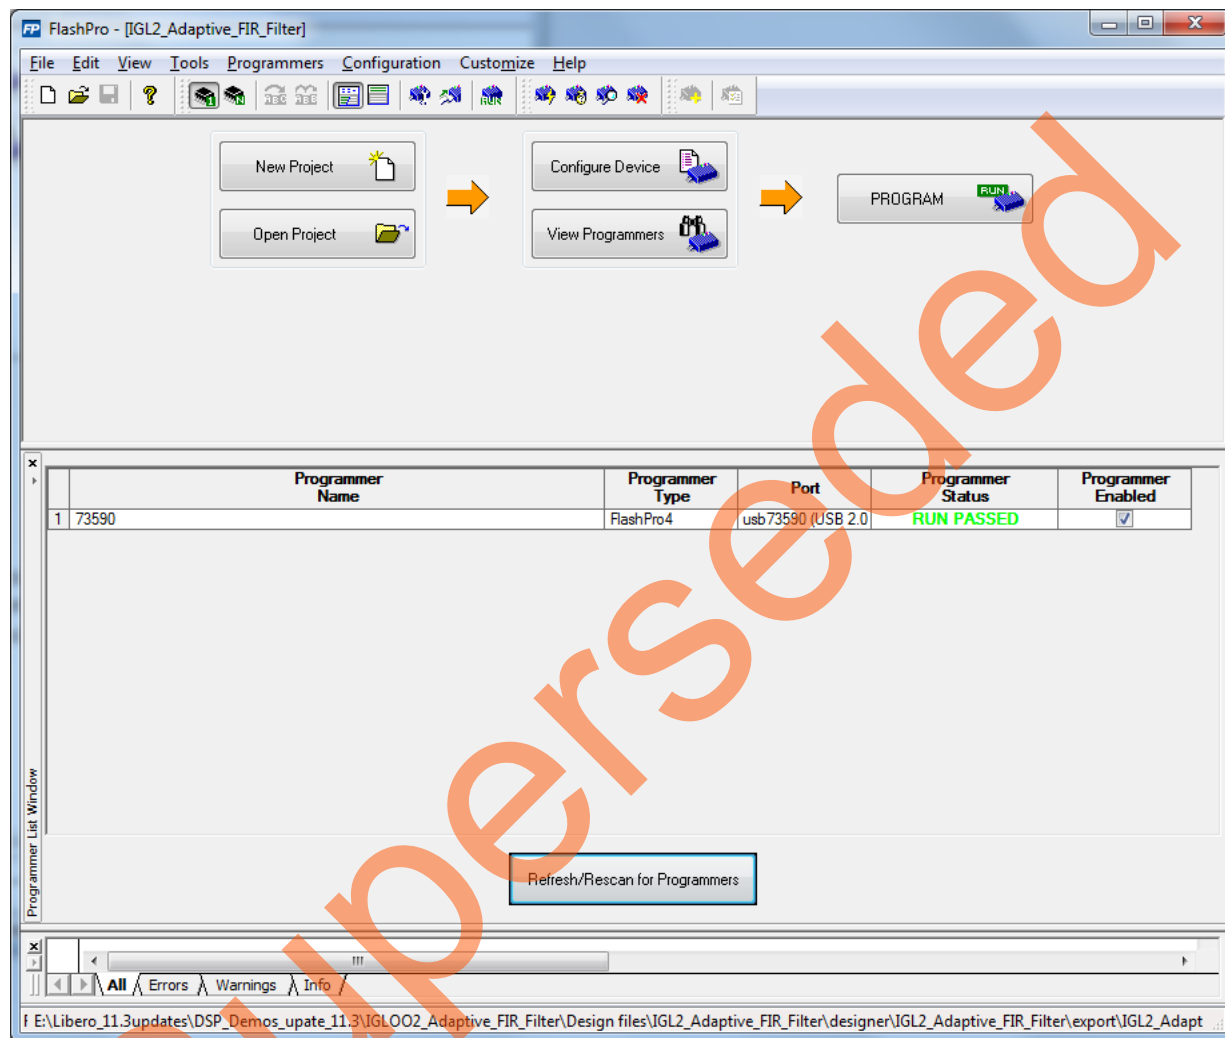 FP FlashPro - [IGL2_Adaptive_FIR_Filter]
File Edit View Tools Programmers Configuration Customize Help
New Project
Configure Device
RUN
PROGRAM
Open Project
View Programmers
Programmer Name
Programmer Type
Port
Programmer Status
Programmer Enabled
1 73590 FlashPro4 usb73590 (USB 2.0 RUN PASSED
Programmer List Window
Refresh/Rescan for Programmers
All Errors Warnings Info
E:\Libero_11.3updates\DSP_Demos_upate_11.3\IGLOO2_Adaptive_FIR_Filter\Design files\IGL2_Adaptive_FIR_Filter\designer\IGL2_Adaptive_FIR_Filter\export\IGL2_Adapt
uperseded